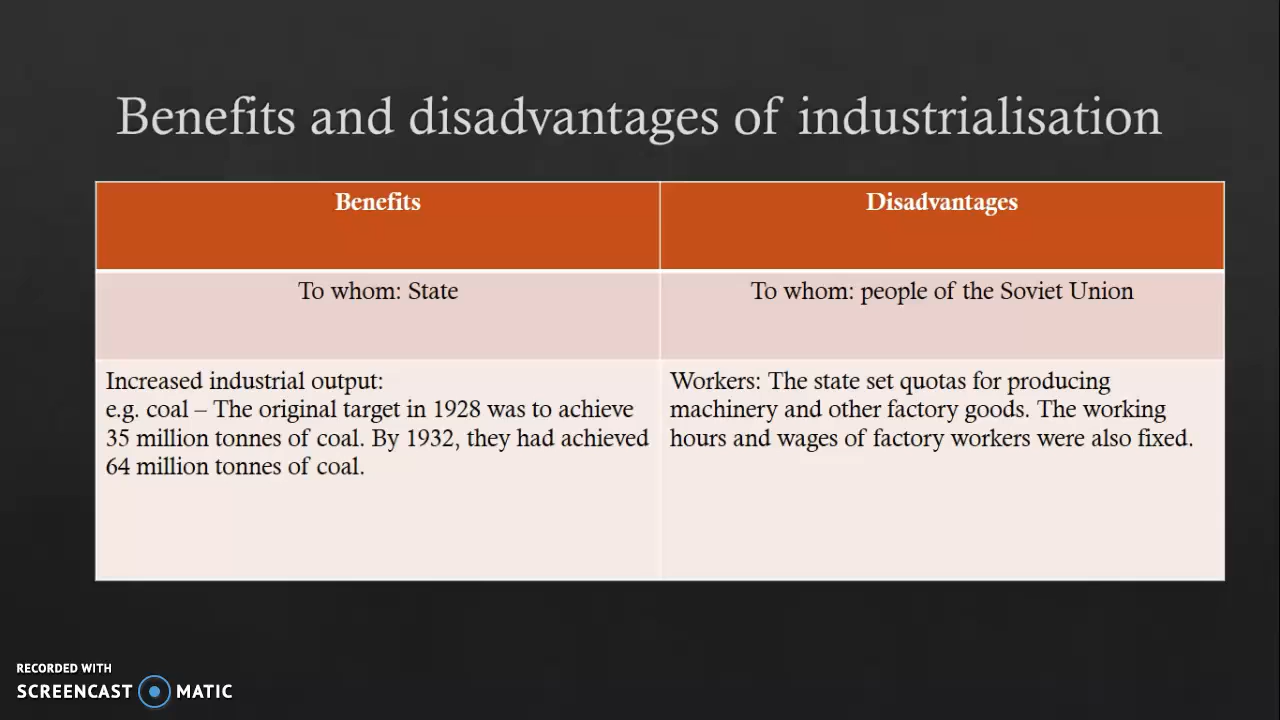 Benefits and disadvantages of industrialisation
Benefits
Disadvantages
To whom: State
To whom: people of the Soviet Union
Increased industrial output:
e.g. coal – The original target in 1928 was to achieve
35 million tonnes of coal. By 1932, they had achieved
64 million tonnes of coal.
Workers: The state set quotas for producing
machinery and other factory goods. The working
hours and wages of factory workers were also fixed.
RECORDED WITH
SCREENCAST MATIC